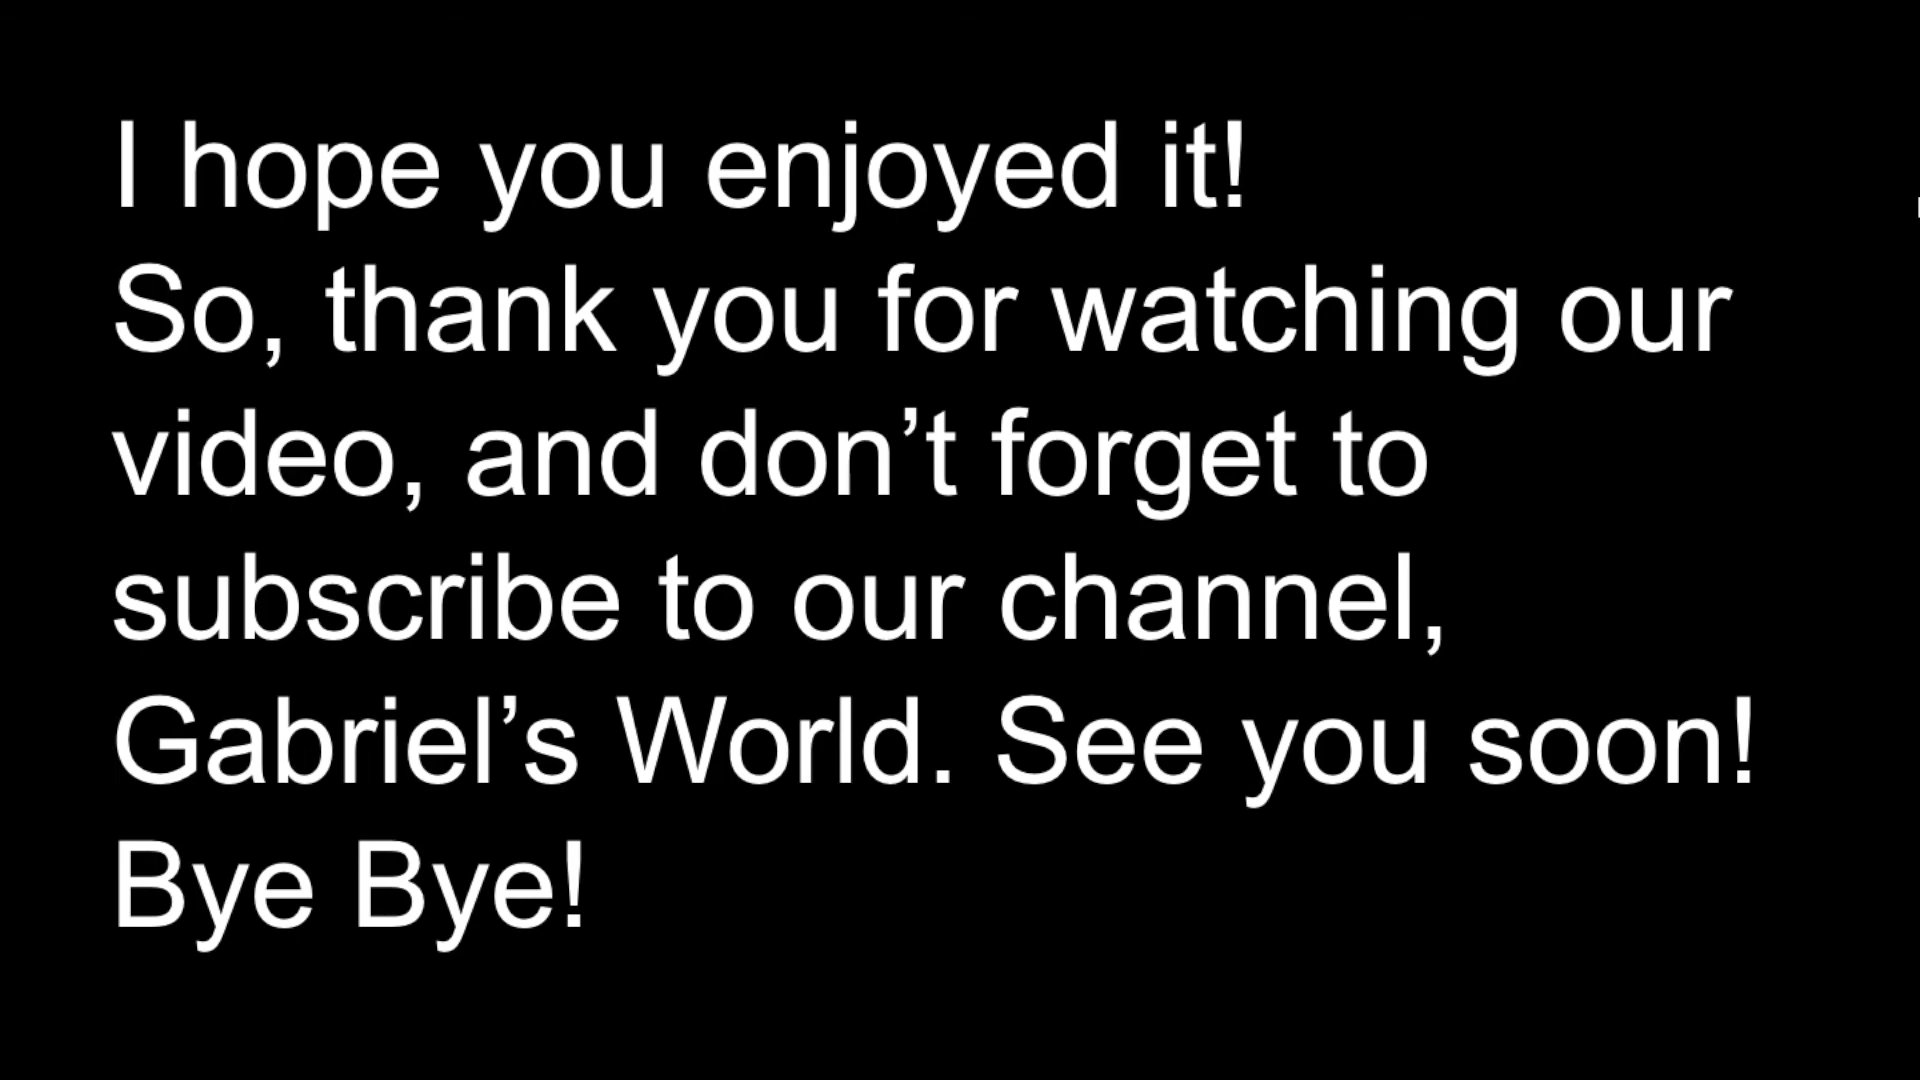 I hope you enjoyed it!
So, thank you for watching our
video, and don’t forget to
subscribe to our channel,
Gabriel’s World. See you soon!
Bye Bye!